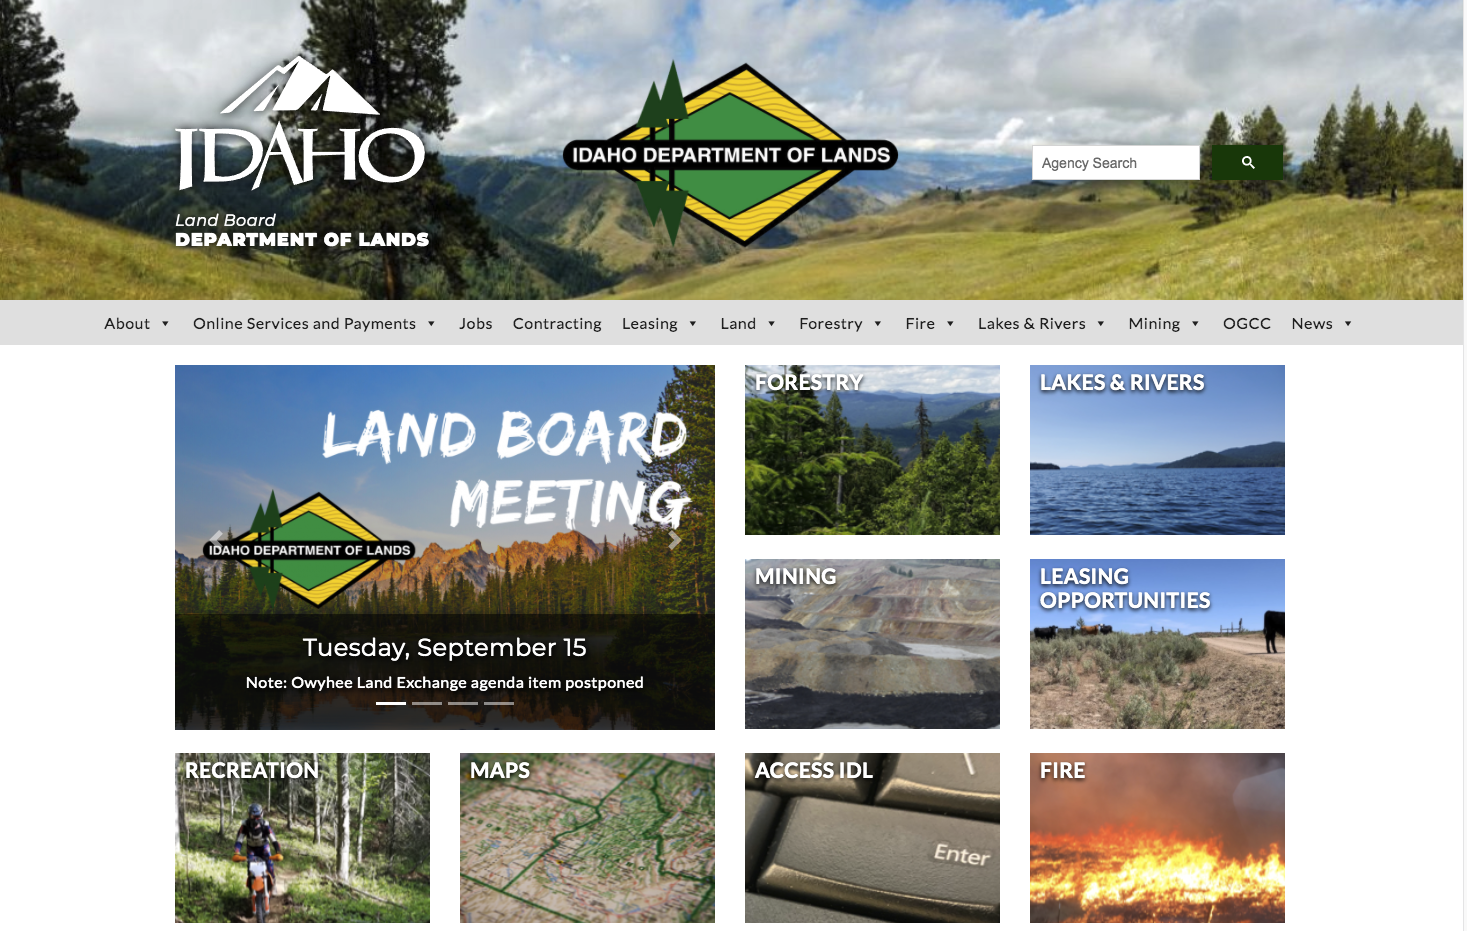 IDAHO
Land Board
DEPARTMENT OF LANDS
IDAHO DEPARTMENT OF LANDS
Agency Search
About
Online Services and Payments
Jobs
Contracting
Leasing
Land
Forestry
Fire
Lakes & Rivers
Mining
OGCC
News
LAND BOARD
MEETING
IDAHO DEPARTMENT OF LANDS
Tuesday, September 15
Note: Owyhee Land Exchange agenda item postponed
FORESTRY
LAKES & RIVERS
MINING
LEASING
OPPORTUNITIES
RECREATION
MAPS
ACCESS IDL
Enter
FIRE